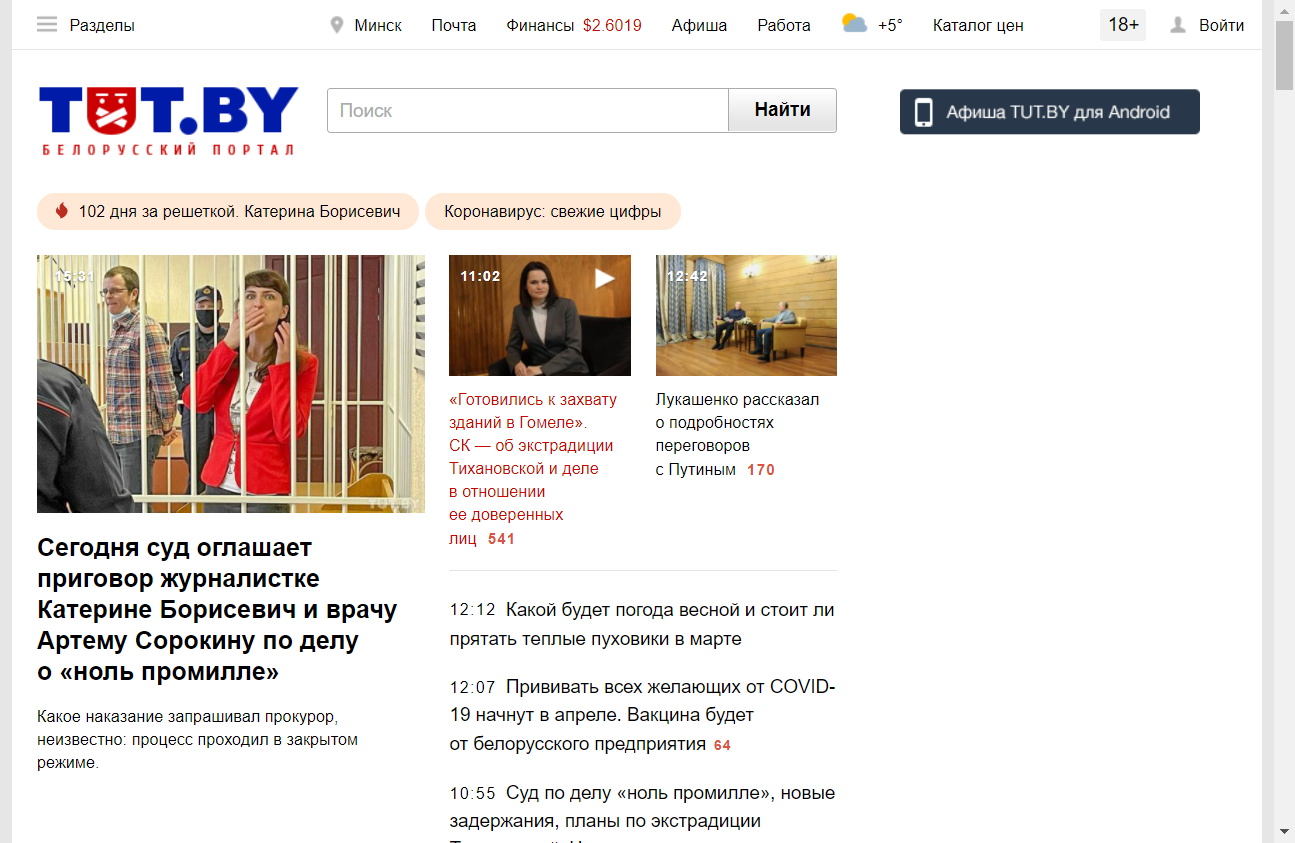 Разделы
Минск
Почта
Финансы $2.6019
Афиша
Работа
+5°
Каталог цен
18+
Войти
TUT.BY
БЕЛОРУССКИЙ ПОРТАЛ
Поиск
Найти
Афиша TUT.BY для Android
102 дня за решеткой. Катерина Борисевич
Коронавирус: свежие цифры
15:31
TUT.BY
Сегодня суд оглашает
приговор журналистке
Катерине Борисевич и врачу
Артему Сорокину по делу
о «ноль промилле»
Какое наказание запрашивал прокурор,
неизвестно: процесс проходил в закрытом
режиме.
11:02
«Готовились к захвату
зданий в Гомеле».
СК — об экстрадиции
Тихановской и деле
в отношении
ее доверенных
лиц 541
12:42
Лукашенко рассказал
о подробностях
переговоров
с Путиным 170
12:12 Какой будет погода весной и стоит ли
прятать теплые пуховики в марте
12:07 Прививать всех желающих от COVID-
19 начнут в апреле. Вакцина будет
от белорусского предприятия 64
10:55 Суд по делу «ноль промилле», новые
задержания, планы по экстрадиции